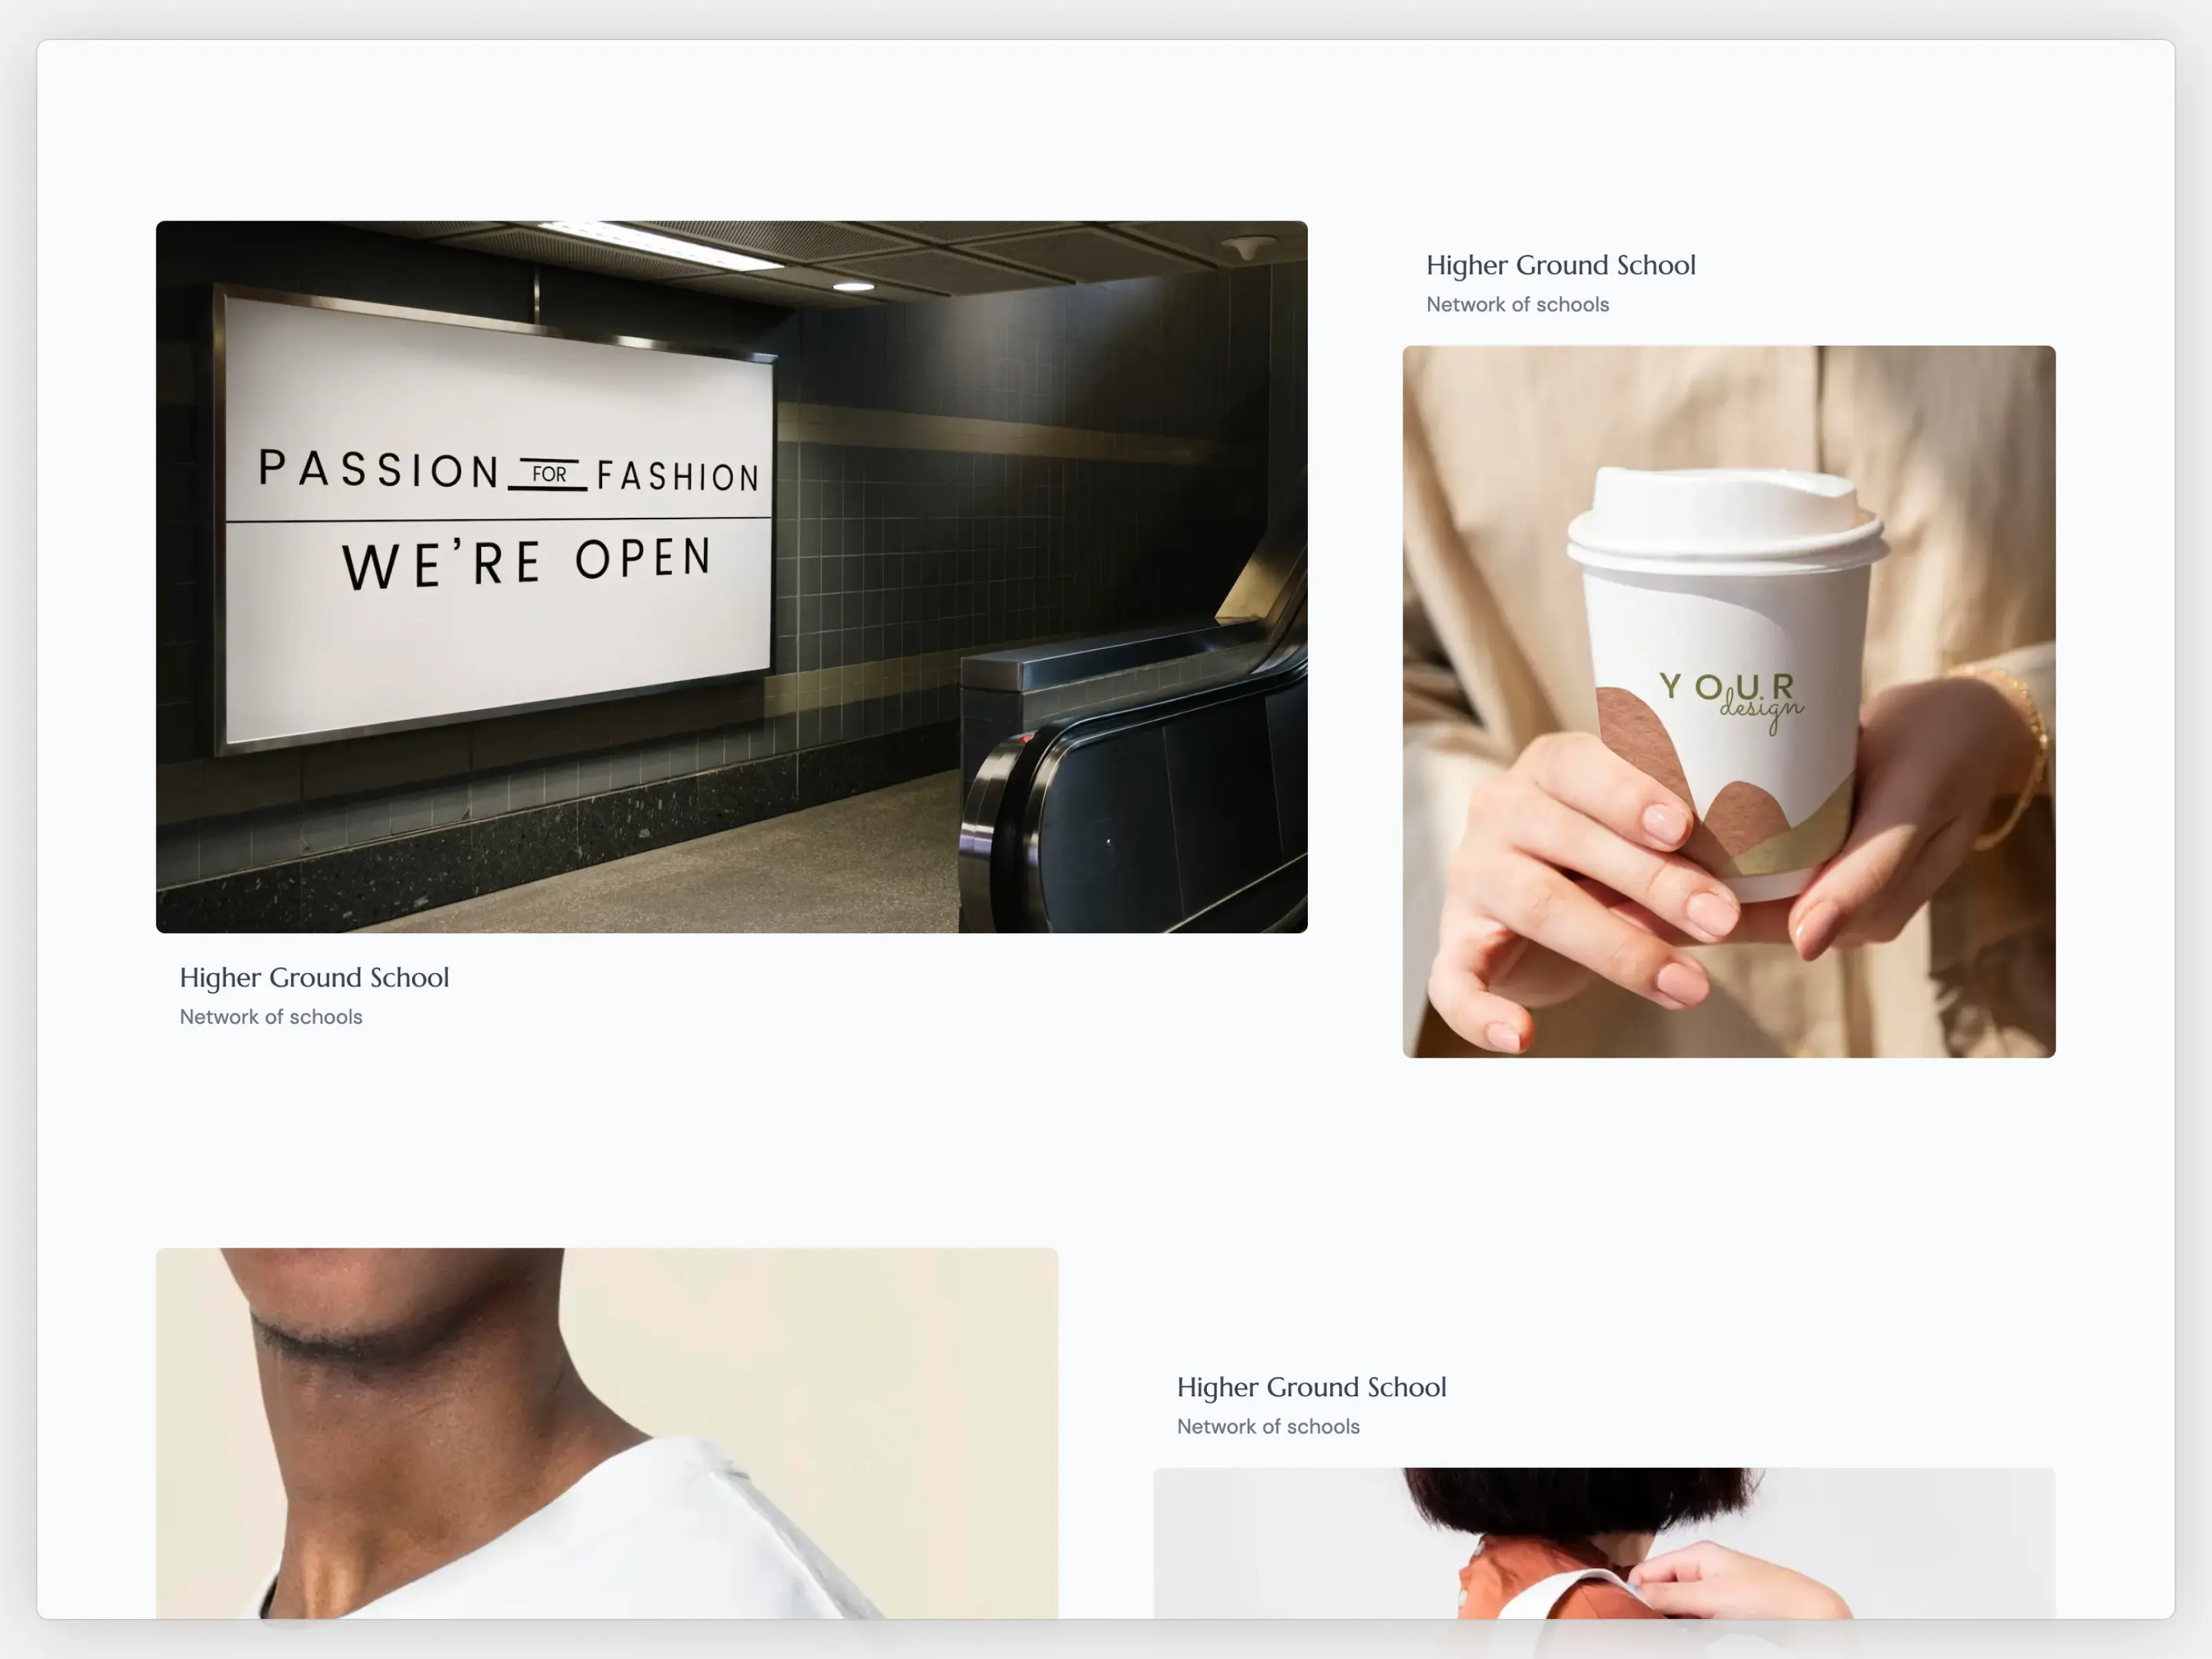 PASSION FOR FASHION
WE'RE OPEN
Higher Ground School
Network of schools
Higher Ground School
Network of schools
YOUR
design
Higher Ground School
Network of schools